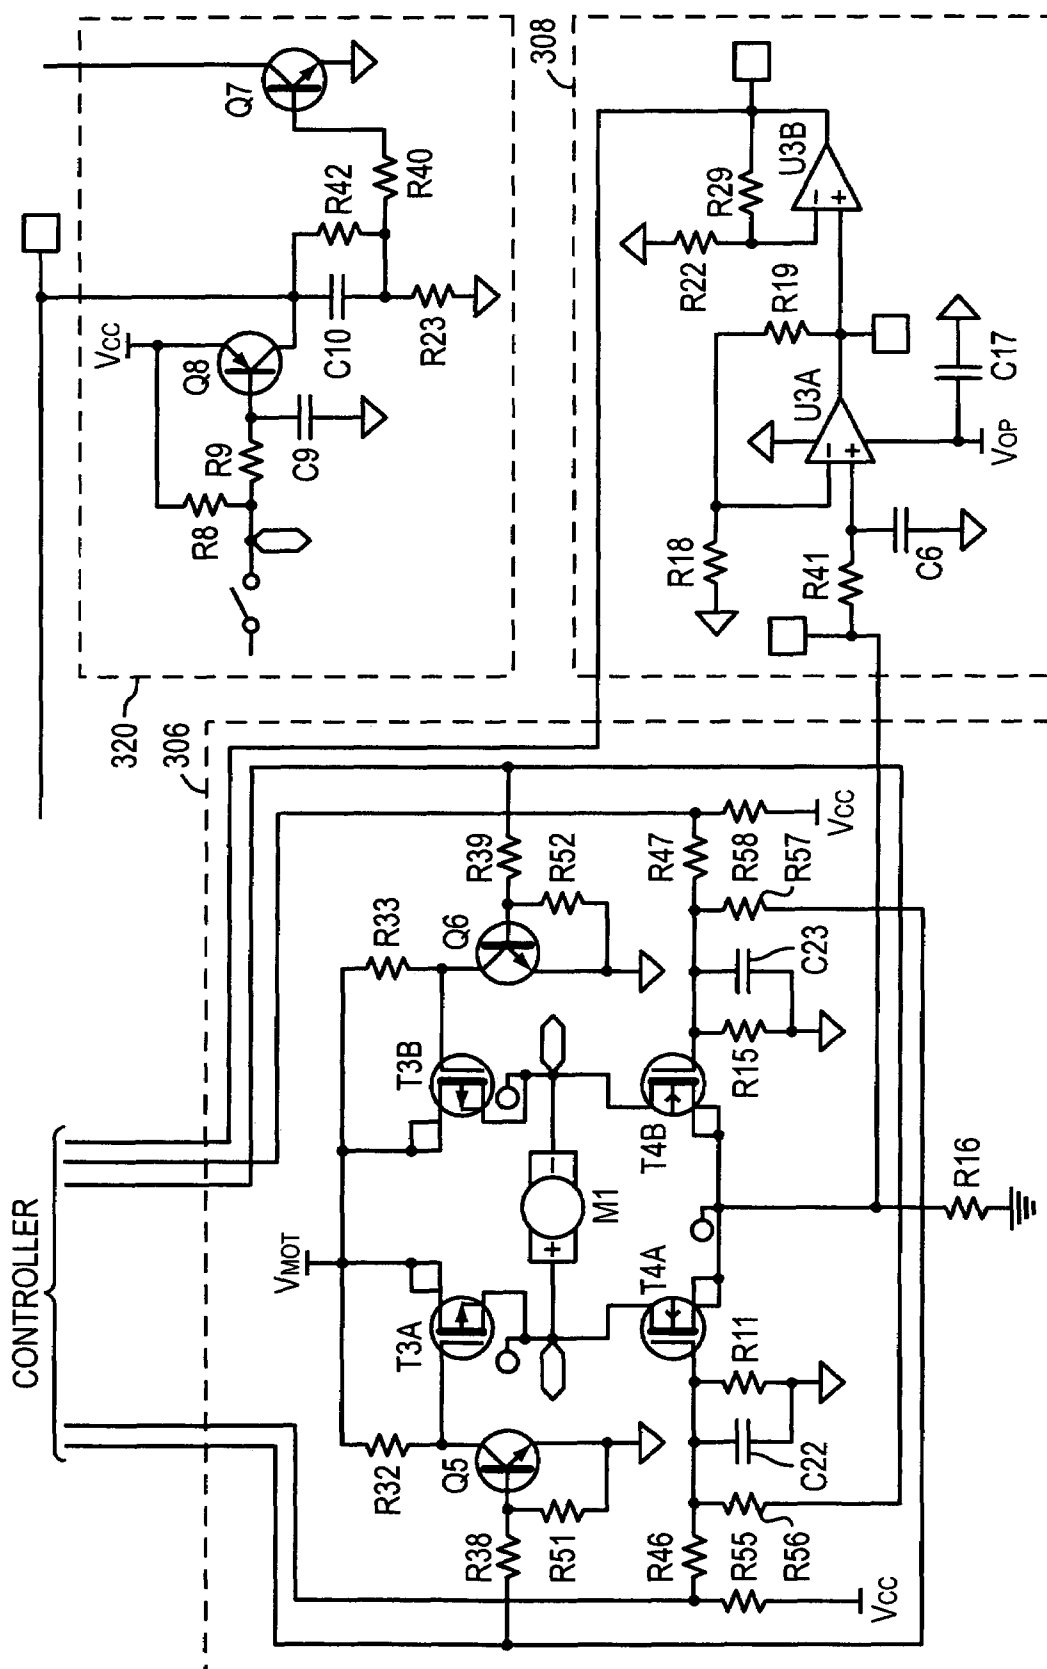 CONTROLLER
306
VMOT
R32
R33
T3A
T3B
Q5
Q6
R38
R39
R51
R52
+
M1
-
T4A
T4B
R46
R47
R55
R56
C22
R11
R15
C23
R57
R58
VCC
VCC
R16
320
VCC
R8
R9
Q8
C9
C10
R42
R23
R40
Q7
308
R18
R19
R22
R29
U3A
-
+
U3B
-
+
R41
C6
VOP
C17